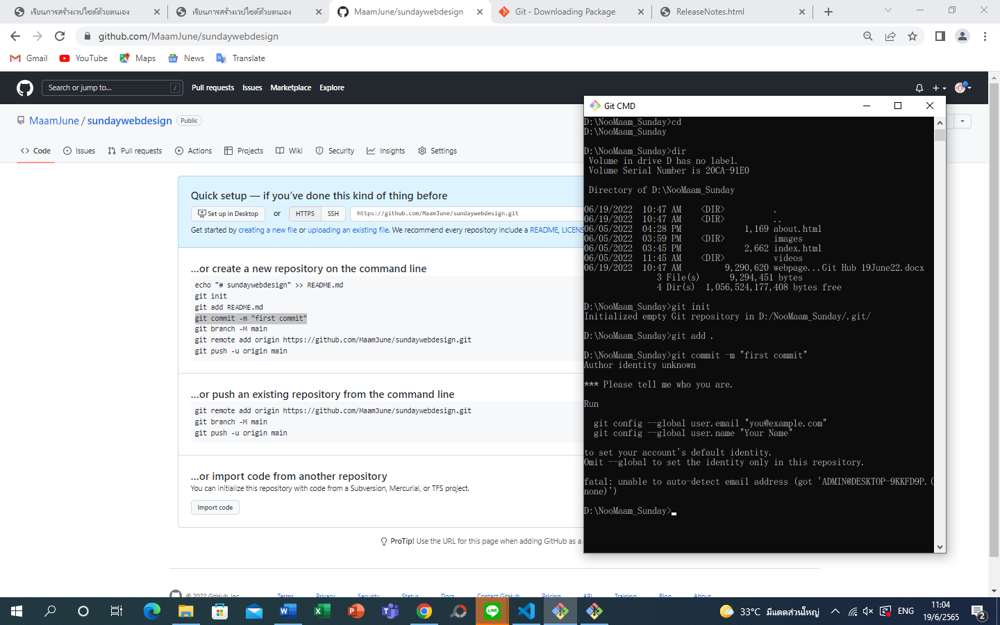 เรียนการสร้างเวปไซต์ด้วยตนเอง
เรียนการสร้างเวปไซต์ด้วยตนเอง
MaamJune/sundaywebdesign
Git - Downloading Package
ReleaseNotes.html
github.com/MaamJune/sundaywebdesign
Gmail
YouTube
Maps
News
Translate
Search or jump to...
/
Pull requests
Issues
Marketplace
Explore
MaamJune / sundaywebdesign
Public
Code
Issues
Pull requests
Actions
Projects
Wiki
Security
Insights
Settings
Quick setup — if you’ve done this kind of thing before
Set up in Desktop
or
HTTPS
SSH
https://github.com/MaamJune/sundaywebdesign.git
Get started by creating a new file or uploading an existing file. We recommend every repository include a README, LICENS
…or create a new repository on the command line
echo "# sundaywebdesign" >> README.md
git init
git add README.md
git commit -m "first commit"
git branch -M main
git remote add origin https://github.com/MaamJune/sundaywebdesign.git
git push -u origin main
…or push an existing repository from the command line
git remote add origin https://github.com/MaamJune/sundaywebdesign.git
git branch -M main
git push -u origin main
…or import code from another repository
You can initialize this repository with code from a Subversion, Mercurial, or TFS project.
Import code
ProTip! Use the URL for this page when adding GitHub as a
© 2022 GitHub, Inc.
Terms
Privacy
Security
Status
Docs
Contact GitHub
Pricing
API
Training
Blog
About
Git CMD
D:\NooMaam_Sunday>cd
D:\NooMaam_Sunday
D:\NooMaam_Sunday>dir
Volume in drive D has no label.
Volume Serial Number is 20CA-91E0
Directory of D:\NooMaam_Sunday
06/19/2022  10:47 AM    <DIR>          .
06/19/2022  10:47 AM    <DIR>          ..
06/05/2022  04:28 PM             1,169 about.html
06/05/2022  03:59 PM    <DIR>          images
06/05/2022  03:45 PM             2,662 index.html
06/05/2022  11:45 AM    <DIR>          videos
06/19/2022  10:47 AM         9,290,620 webpage...Git Hub 19June22.docx
3 File(s)      9,294,451 bytes
4 Dir(s)  1,056,524,177,408 bytes free
D:\NooMaam_Sunday>git init
Initialized empty Git repository in D:/NooMaam_Sunday/.git/
D:\NooMaam_Sunday>git add .
D:\NooMaam_Sunday>git commit -m "first commit"
Author identity unknown
*** Please tell me who you are.
Run
git config --global user.email "you@example.com"
git config --global user.name "Your Name"
to set your account's default identity.
Omit --global to set the identity only in this repository.
fatal: unable to auto-detect email address (got 'ADMIN@DESKTOP-9KKFD9P.(
none)')
D:\NooMaam_Sunday>
33°C มีแดดส่วนใหญ่
ENG
11:04
19/6/2565
2